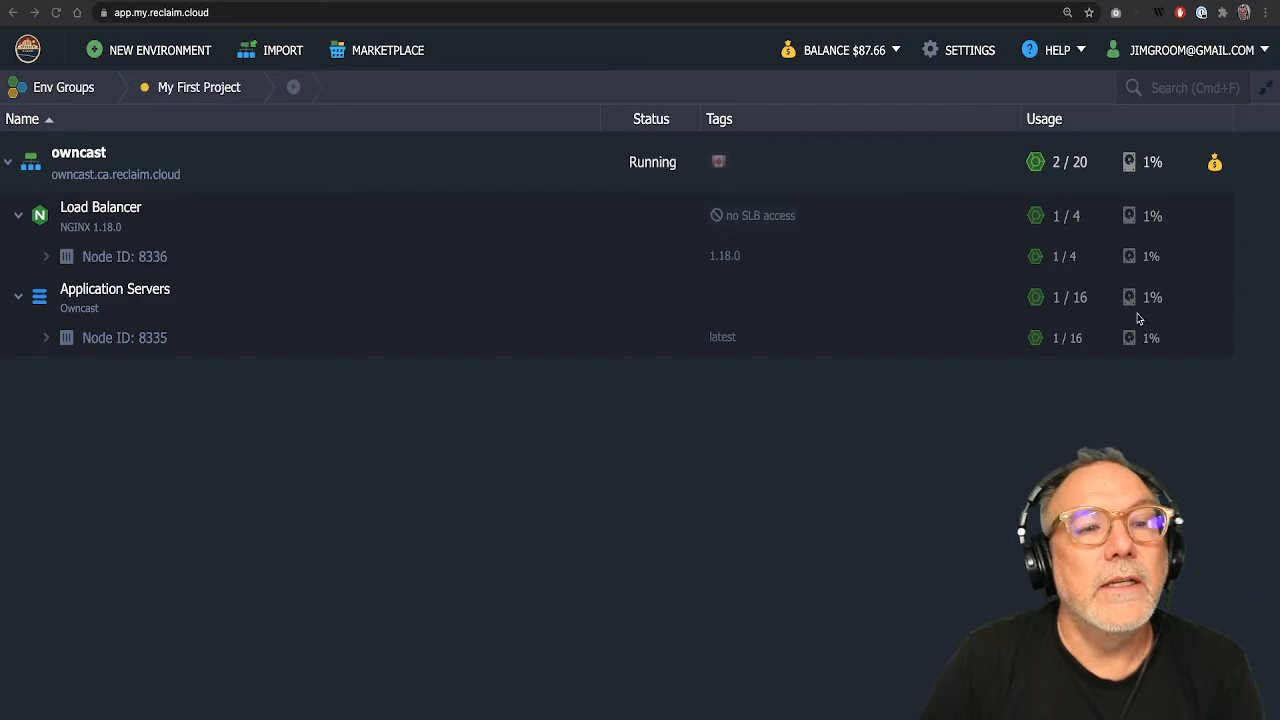 app.my.reclaim.cloud
NEW ENVIRONMENT IMPORT MARKETPLACE BALANCE $87.66 SETTINGS HELP JIMGROOM@GMAIL.COM
Env Groups My First Project Search (Cmd+F)
Name Status Tags Usage
owncast
owncast.ca.reclaim.cloud
Running 2 / 20 1%
Load Balancer
NGINX 1.18.0
no SLB access 1 / 4 1%
Node ID: 8336 1.18.0 1 / 4 1%
Application Servers
Owncast
1 / 16 1%
Node ID: 8335 latest 1 / 16 1%